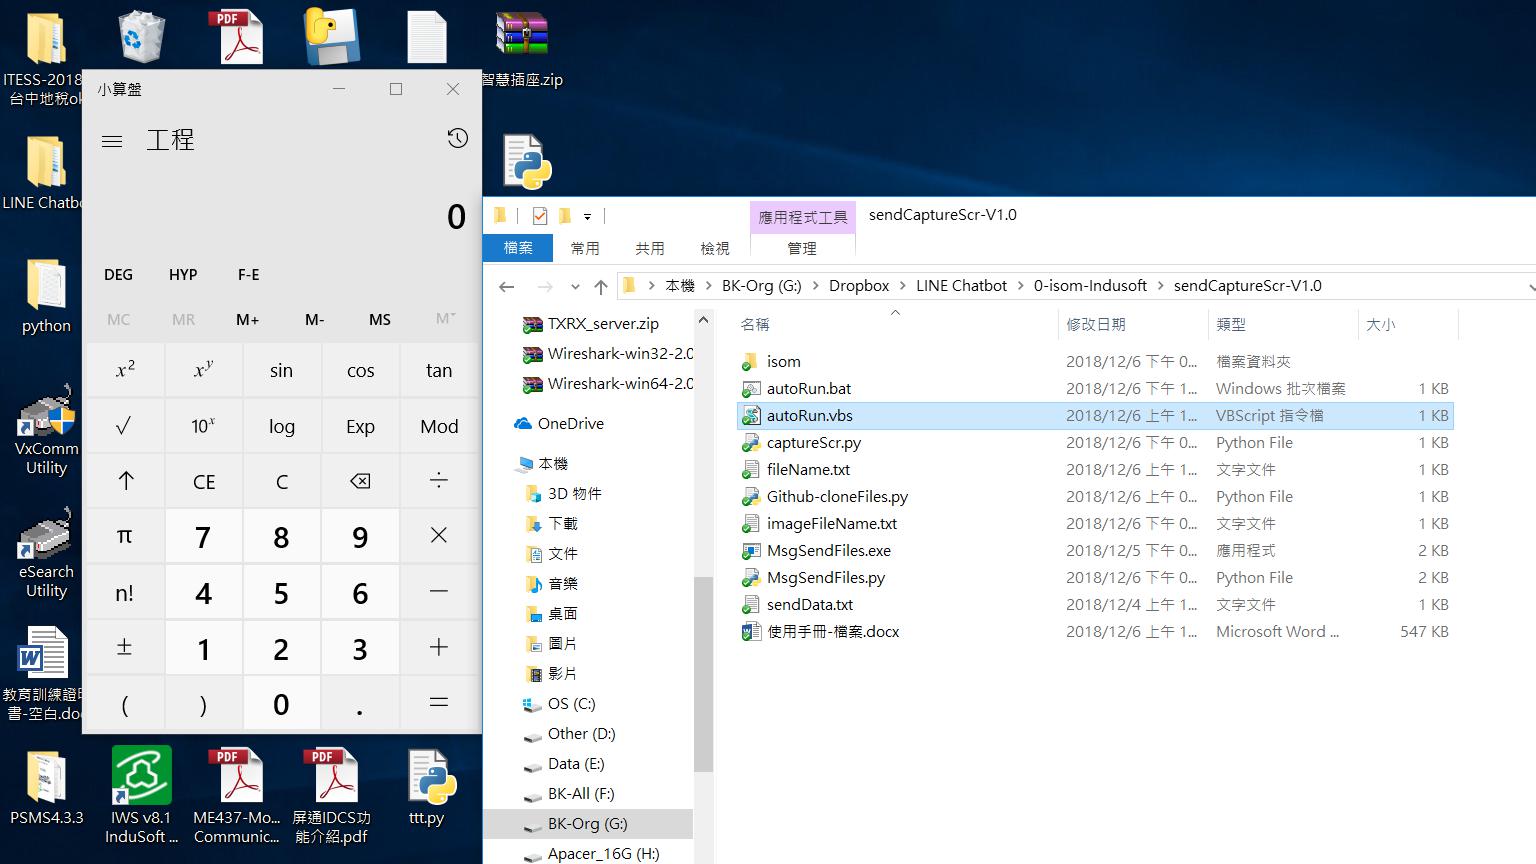 ITESS-2018
台中地稅ok
LINE Chatbo
python
VxComm
Utility
eSearch
Utility
教育訓練證明
書-空白.doc
PSMS4.3.3
IWS v8.1
InduSoft ...
ME437-Mo...
Communic...
屏通IDCS功
能介紹.pdf
ttt.py
PDF
PDF
PDF
智慧插座.zip
小算盤
工程
0
DEG HYP F-E
MC MR M+ M- MS M˅
x² xʸ sin cos tan
√ 10ˣ log Exp Mod
↑ CE C ⌫ ÷
π 7 8 9 ×
n! 4 5 6 −
± 1 2 3 +
( ) 0 . =
應用程式工具 sendCaptureScr-V1.0
檔案 常用 共用 檢視 管理
本機 > BK-Org (G:) > Dropbox > LINE Chatbot > 0-isom-Indusoft > sendCaptureScr-V1.0
TXRX_server.zip
Wireshark-win32-2.0
Wireshark-win64-2.0
OneDrive
本機
3D 物件
下載
文件
音樂
桌面
圖片
影片
OS (C:)
Other (D:)
Data (E:)
BK-All (F:)
BK-Org (G:)
Apacer_16G (H:)
名稱 修改日期 類型 大小
isom 2018/12/6 下午 0... 檔案資料夾
autoRun.bat 2018/12/6 下午 1... Windows 批次檔案 1 KB
autoRun.vbs 2018/12/6 上午 1... VBScript 指令檔 1 KB
captureScr.py 2018/12/6 下午 0... Python File 1 KB
fileName.txt 2018/12/6 上午 1... 文字文件 1 KB
Github-cloneFiles.py 2018/12/6 上午 1... Python File 1 KB
imageFileName.txt 2018/12/6 下午 0... 文字文件 1 KB
MsgSendFiles.exe 2018/12/5 下午 0... 應用程式 2 KB
MsgSendFiles.py 2018/12/6 下午 0... Python File 2 KB
sendData.txt 2018/12/4 上午 1... 文字文件 1 KB
使用手冊-檔案.docx 2018/12/6 上午 1... Microsoft Word ... 547 KB